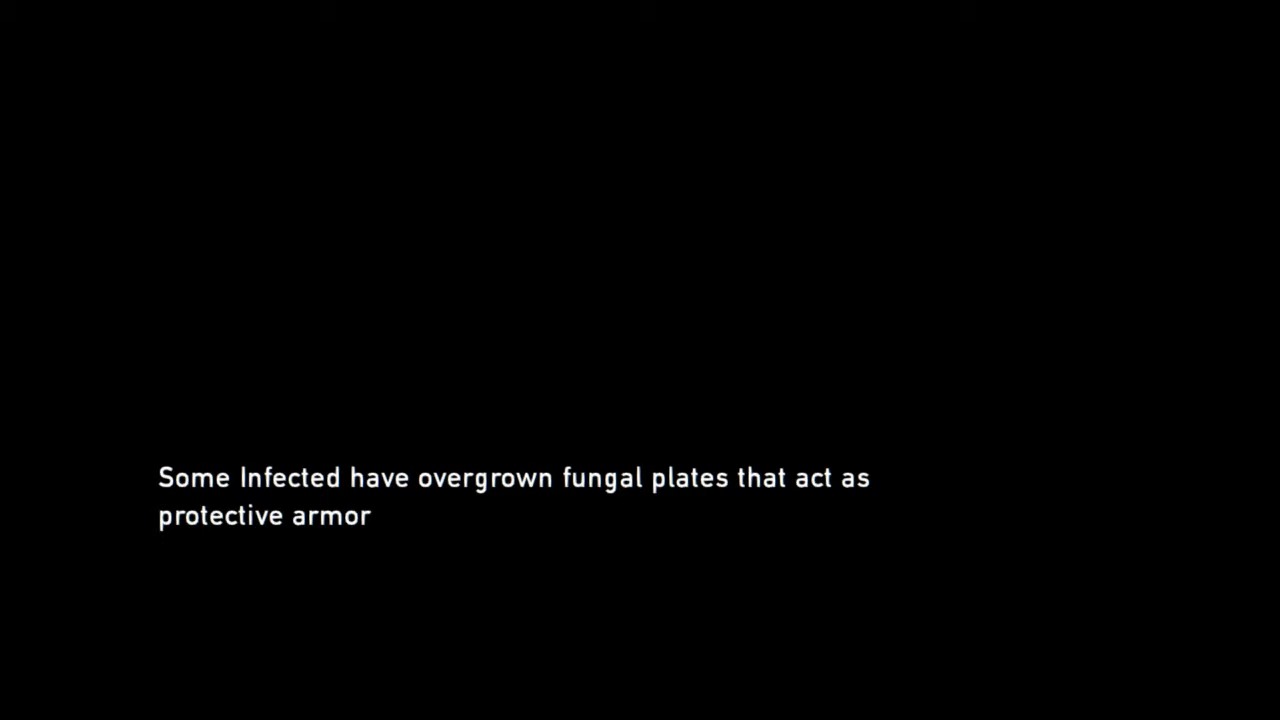 Some Infected have overgrown fungal plates that act as
protective armor